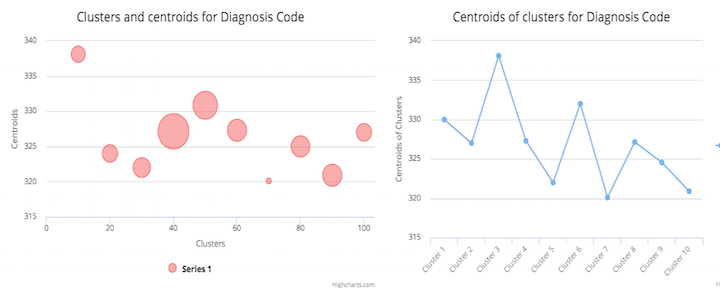 Clusters and centroids for Diagnosis Code
340
335
330
325
320
315
Centroids
0
20
40
60
80
100
Clusters
Series 1
Highcharts.com
Centroids of clusters for Diagnosis Code
340
335
330
325
320
315
Centroids of Clusters
Cluster 1
Cluster 2
Cluster 3
Cluster 4
Cluster 5
Cluster 6
Cluster 7
Cluster 8
Cluster 9
Cluster 10
H